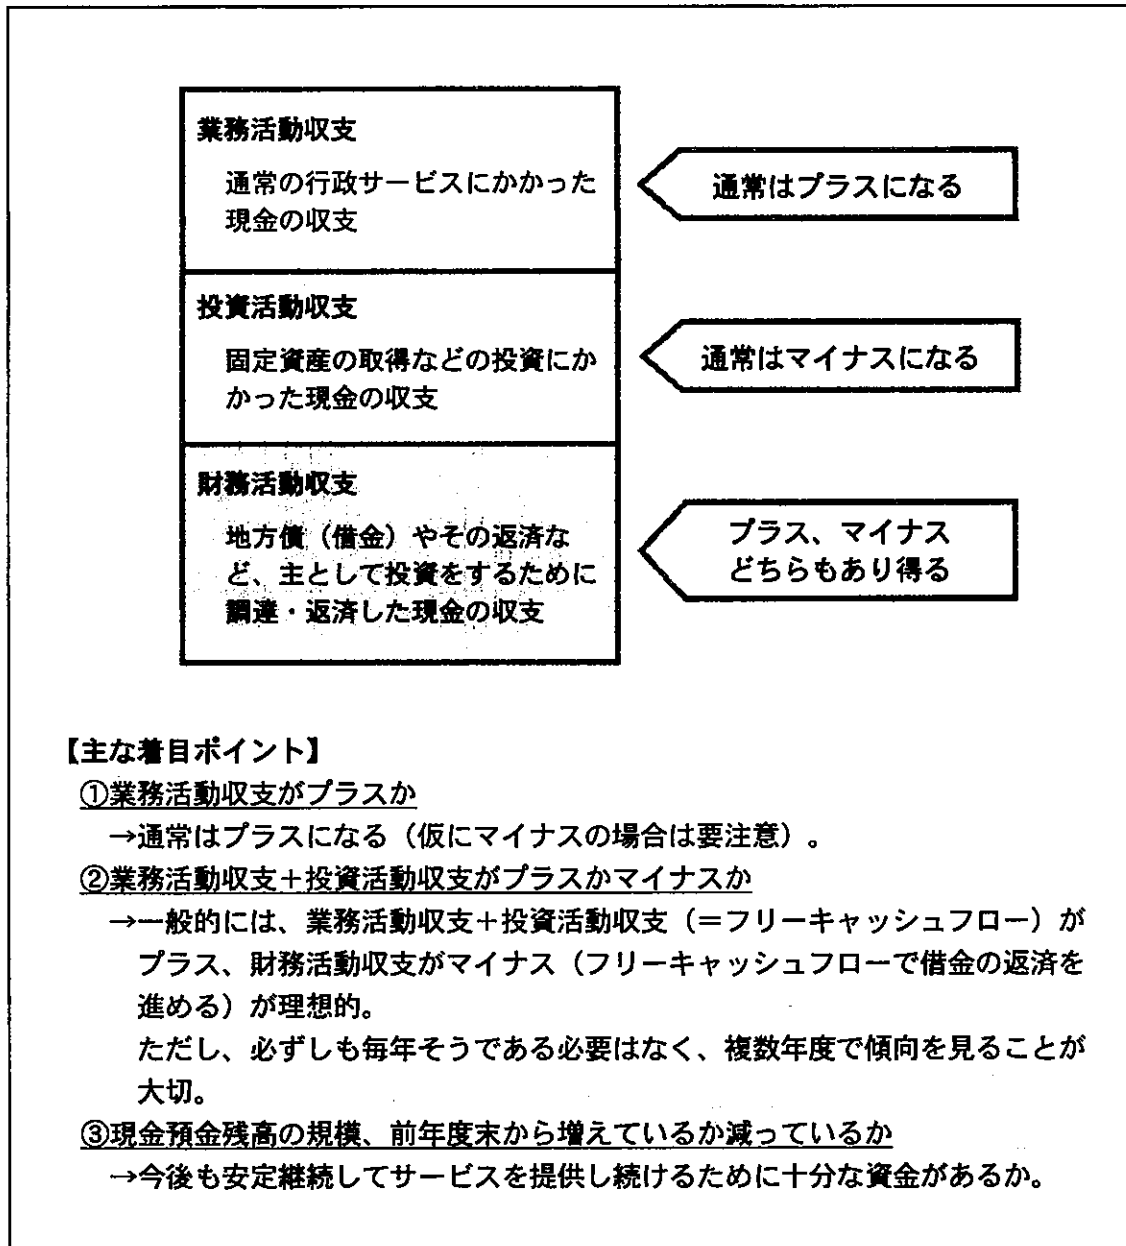 業務活動収支
通常の行政サービスにかかった
現金の収支
通常はプラスになる
投資活動収支
固定資産の取得などの投資にか
かった現金の収支
通常はマイナスになる
財務活動収支
地方債（借金）やその返済な
ど、主として投資をするために
調達・返済した現金の収支
プラス、マイナス
どちらもあり得る
【主な着目ポイント】
①業務活動収支がプラスか
→通常はプラスになる（仮にマイナスの場合は要注意）。
②業務活動収支＋投資活動収支がプラスかマイナスか
→一般的には、業務活動収支＋投資活動収支（＝フリーキャッシュフロー）が
プラス、財務活動収支がマイナス（フリーキャッシュフローで借金の返済を
進める）が理想的。
ただし、必ずしも毎年そうである必要はなく、複数年度で傾向を見ることが
大切。
③現金預金残高の規模、前年度末から増えているか減っているか
→今後も安定継続してサービスを提供し続けるために十分な資金があるか。